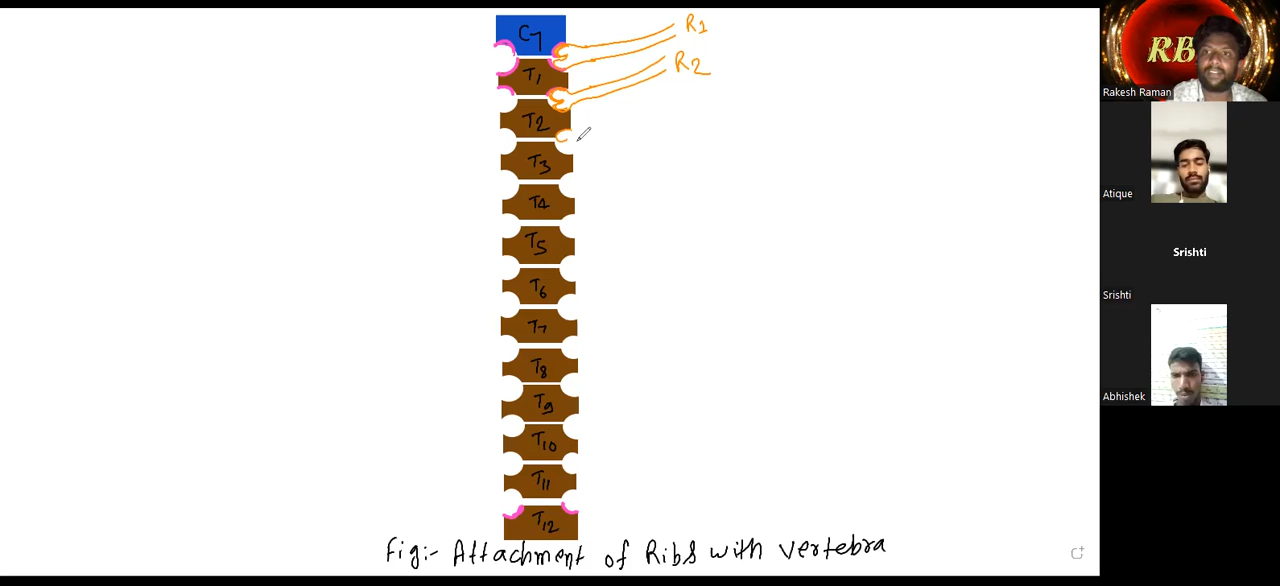 C7
R1
T1
R2
T2
T3
T4
T5
T6
T7
T8
T9
T10
T11
T12
Fig:- Attachment of Ribs with vertebra
RB
Rakesh Raman
Atique
Srishti
Srishti
Abhishek